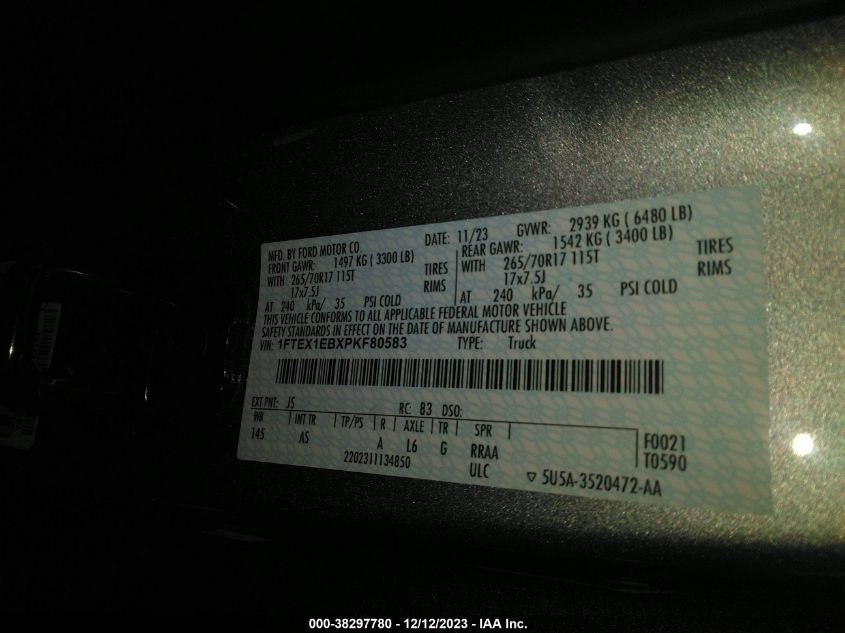 MFD. BY FORD MOTOR CO.
DATE: 11/23 GVWR: 2939 KG ( 6480 LB)
FRONT GAWR: 1497 KG ( 3300 LB) REAR GAWR: 1542 KG ( 3400 LB)
WITH 265/70R17 115T TIRES WITH 265/70R17 115T TIRES
17x7.5J RIMS 17x7.5J RIMS
AT 240 kPa/ 35 PSI COLD AT 240 kPa/ 35 PSI COLD
THIS VEHICLE CONFORMS TO ALL APPLICABLE FEDERAL MOTOR VEHICLE
SAFETY STANDARDS IN EFFECT ON THE DATE OF MANUFACTURE SHOWN ABOVE.
VIN: 1FTEX1EBXPKF80583 TYPE: Truck
EXT PNT: JS RC: 83 DSO:
WB INT TR TP/PS R AXLE TR SPR
145 AS A L6 G RRAA F0021
2202311134850 ULC T0590
▽ 5U5A-3520472-AA
000-38297780 - 12/12/2023 - IAA Inc.